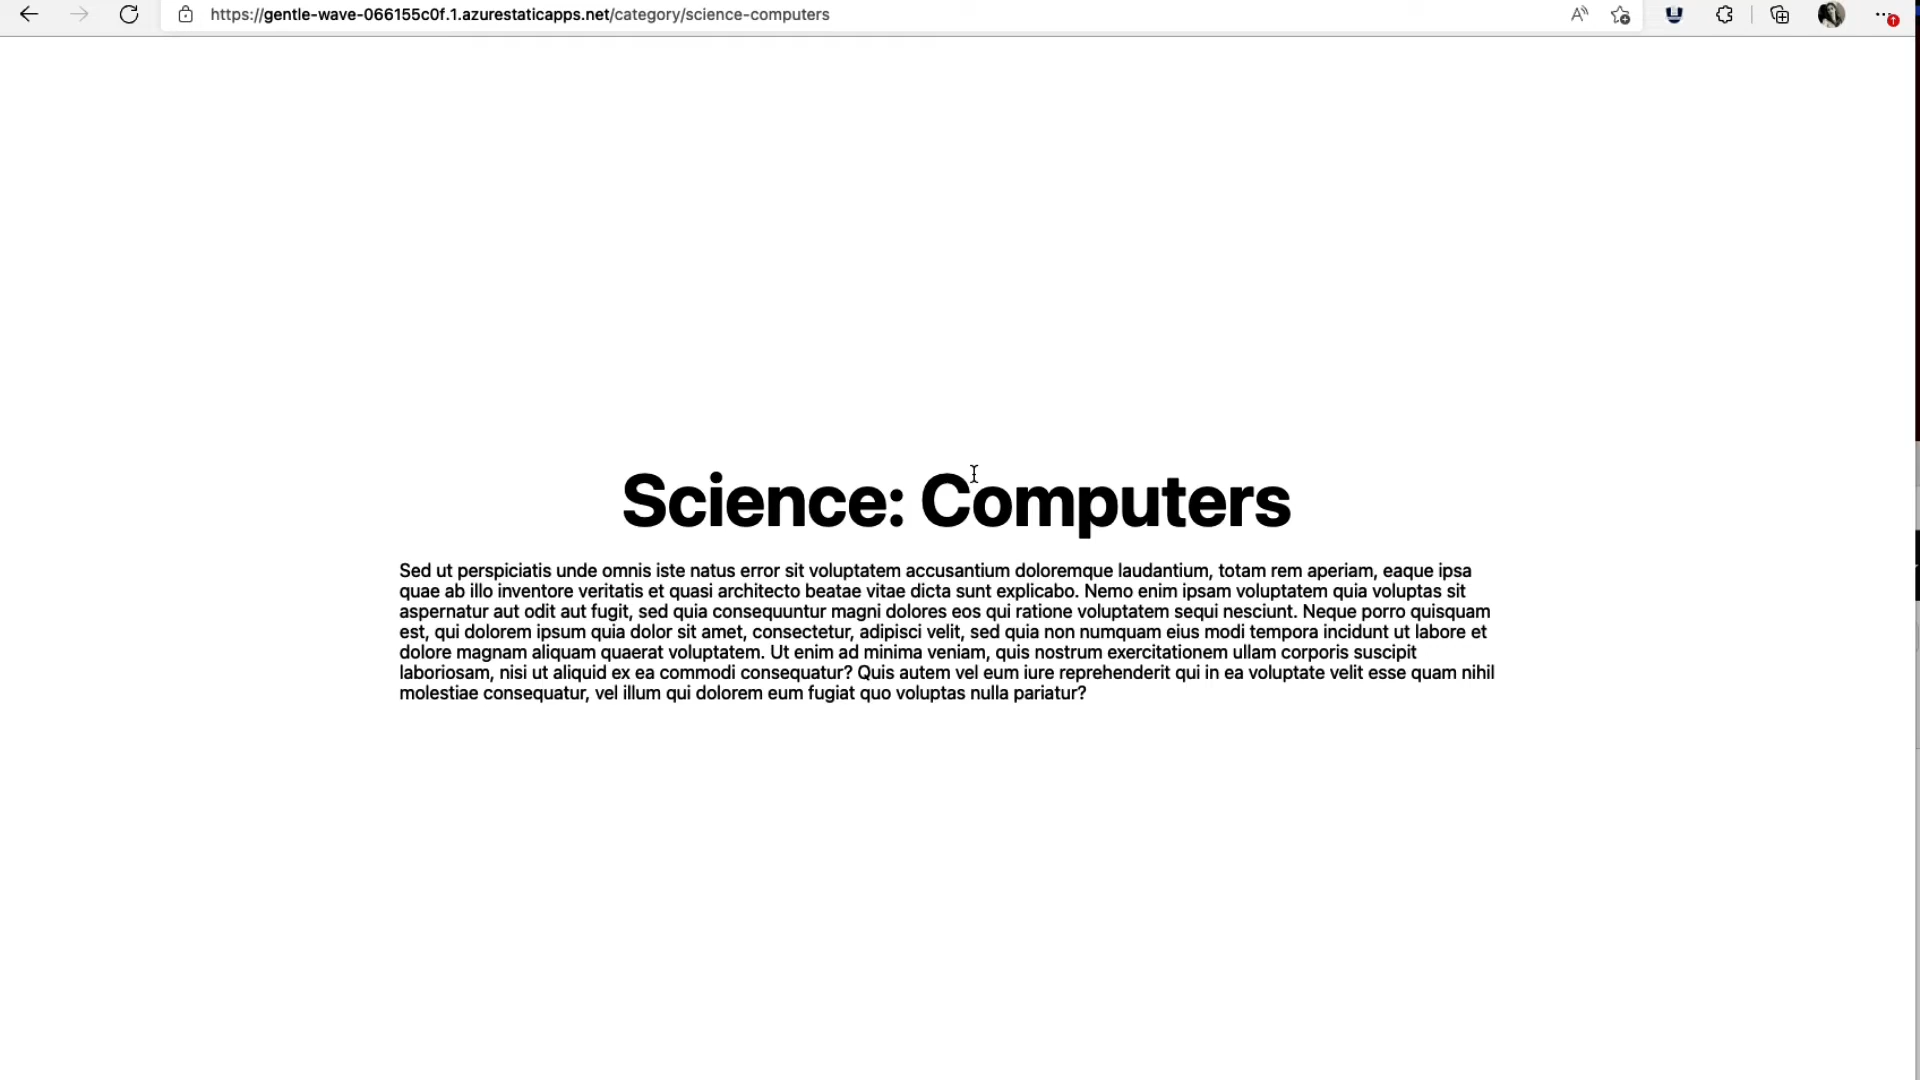 https://gentle-wave-066155c0f.1.azurestaticapps.net/category/science-computers
Science: Computers
Sed ut perspiciatis unde omnis iste natus error sit voluptatem accusantium doloremque laudantium, totam rem aperiam, eaque ipsa
quae ab illo inventore veritatis et quasi architecto beatae vitae dicta sunt explicabo. Nemo enim ipsam voluptatem quia voluptas sit
aspernatur aut odit aut fugit, sed quia consequuntur magni dolores eos qui ratione voluptatem sequi nesciunt. Neque porro quisquam
est, qui dolorem ipsum quia dolor sit amet, consectetur, adipisci velit, sed quia non numquam eius modi tempora incidunt ut labore et
dolore magnam aliquam quaerat voluptatem. Ut enim ad minima veniam, quis nostrum exercitationem ullam corporis suscipit
laboriosam, nisi ut aliquid ex ea commodi consequatur? Quis autem vel eum iure reprehenderit qui in ea voluptate velit esse quam nihil
molestiae consequatur, vel illum qui dolorem eum fugiat quo voluptas nulla pariatur?